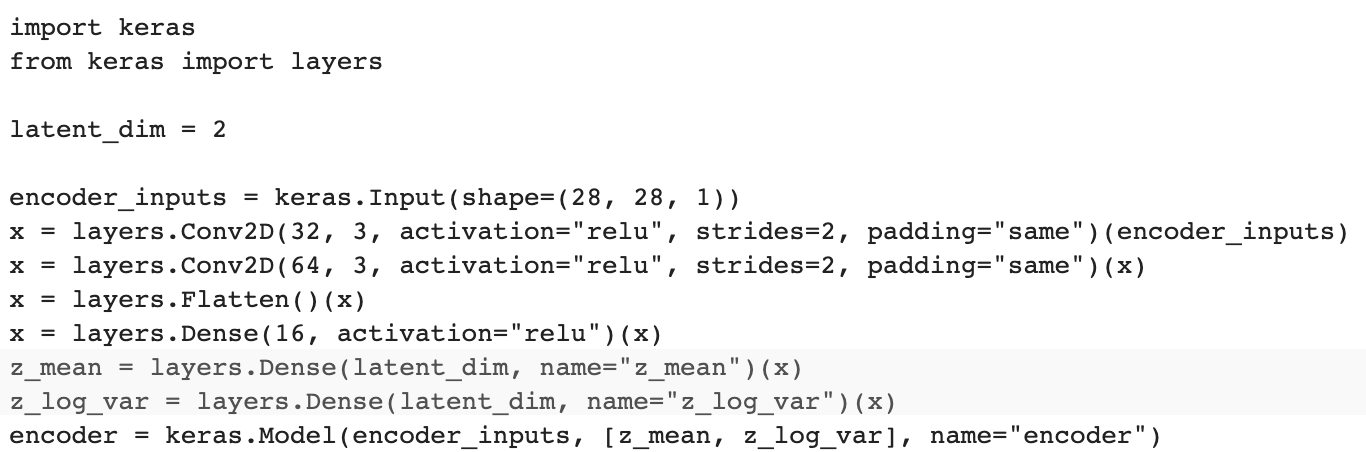 import keras
from keras import layers
latent_dim = 2
encoder_inputs = keras.Input(shape=(28, 28, 1))
x = layers.Conv2D(32, 3, activation="relu", strides=2, padding="same")(encoder_inputs)
x = layers.Conv2D(64, 3, activation="relu", strides=2, padding="same")(x)
x = layers.Flatten()(x)
x = layers.Dense(16, activation="relu")(x)
z_mean = layers.Dense(latent_dim, name="z_mean")(x)
z_log_var = layers.Dense(latent_dim, name="z_log_var")(x)
encoder = keras.Model(encoder_inputs, [z_mean, z_log_var], name="encoder")